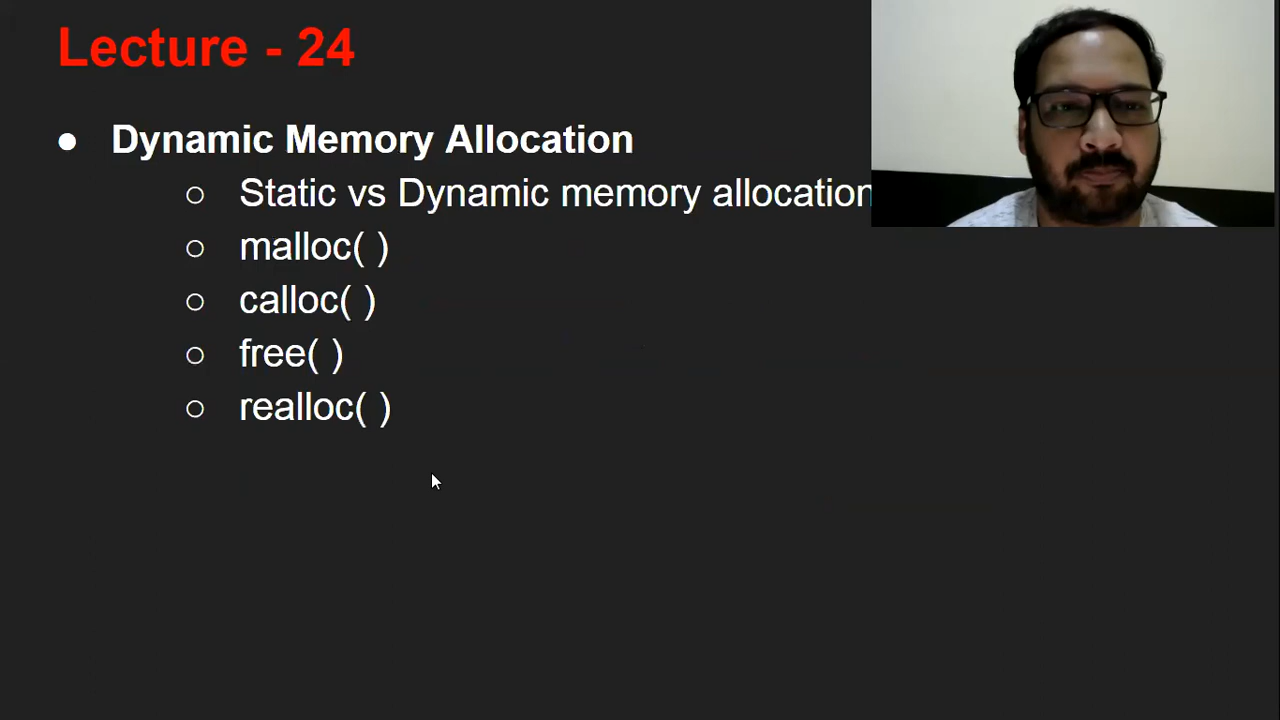 Lecture - 24
● Dynamic Memory Allocation
○ Static vs Dynamic memory allocation
○ malloc( )
○ calloc( )
○ free( )
○ realloc( )